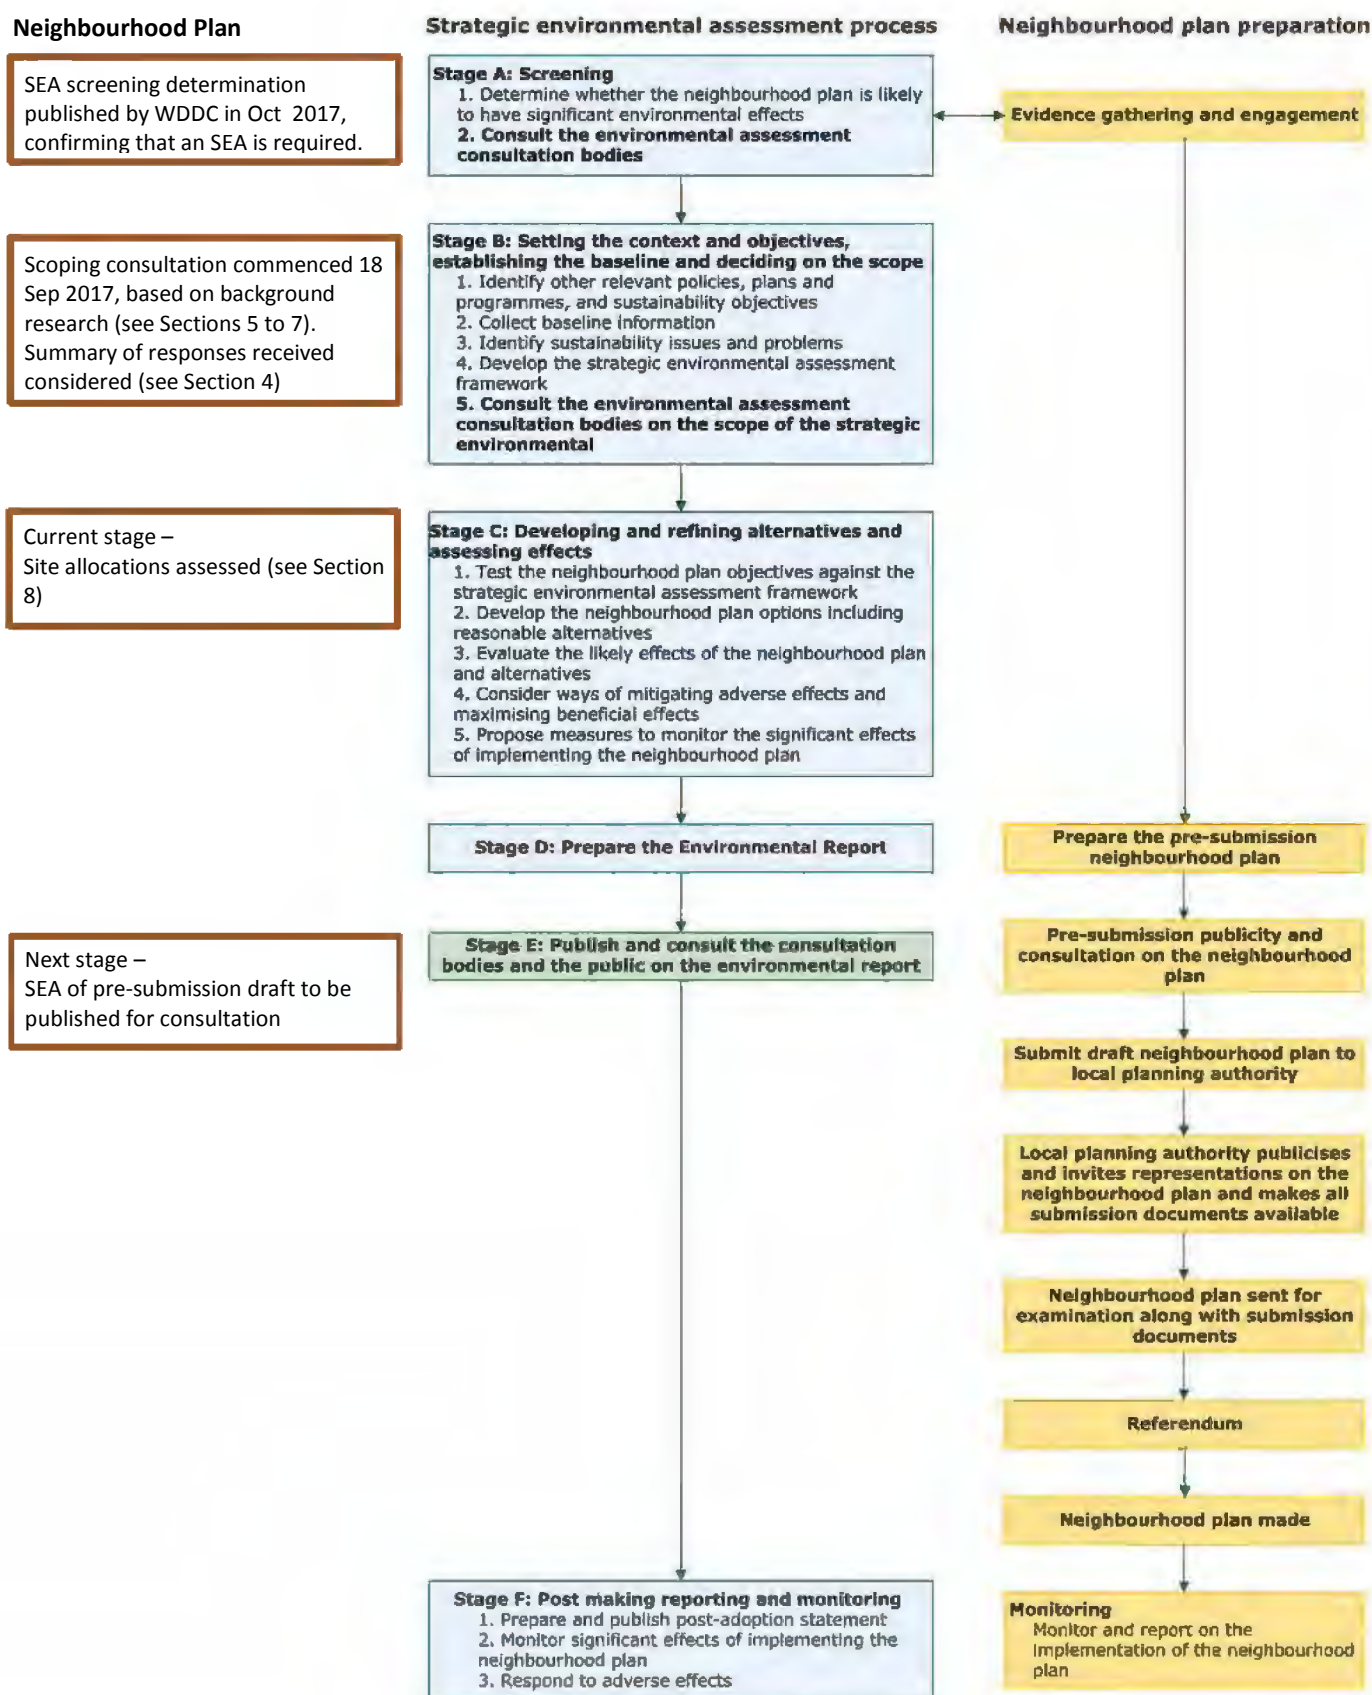 Neighbourhood Plan
SEA screening determination
published by WDDC in Oct 2017,
confirming that an SEA is required.
Scoping consultation commenced 18
Sep 2017, based on background
research (see Sections 5 to 7).
Summary of responses received
considered (see Section 4)
Current stage –
Site allocations assessed (see Section
8)
Next stage –
SEA of pre-submission draft to be
published for consultation
Strategic environmental assessment process
Stage A: Screening
1. Determine whether the neighbourhood plan is likely
to have significant environmental effects
2. Consult the environmental assessment
consultation bodies
Stage B: Setting the context and objectives,
establishing the baseline and deciding on the scope
1. Identify other relevant policies, plans and
programmes, and sustainability objectives
2. Collect baseline information
3. Identify sustainability issues and problems
4. Develop the strategic environmental assessment
framework
5. Consult the environmental assessment
consultation bodies on the scope of the strategic
environmental
Stage C: Developing and refining alternatives and
assessing effects
1. Test the neighbourhood plan objectives against the
strategic environmental assessment framework
2. Develop the neighbourhood plan options including
reasonable alternatives
3. Evaluate the likely effects of the neighbourhood plan
and alternatives
4. Consider ways of mitigating adverse effects and
maximising beneficial effects
5. Propose measures to monitor the significant effects
of implementing the neighbourhood plan
Stage D: Prepare the Environmental Report
Stage E: Publish and consult the consultation
bodies and the public on the environmental report
Stage F: Post making reporting and monitoring
1. Prepare and publish post-adoption statement
2. Monitor significant effects of implementing the
neighbourhood plan
3. Respond to adverse effects
Neighbourhood plan preparation
Evidence gathering and engagement
Prepare the pre-submission
neighbourhood plan
Pre-submission publicity and
consultation on the neighbourhood
plan
Submit draft neighbourhood plan to
local planning authority
Local planning authority publicises
and invites representations on the
neighbourhood plan and makes all
submission documents available
Neighbourhood plan sent for
examination along with submission
documents
Referendum
Neighbourhood plan made
Monitoring
Monitor and report on the
implementation of the neighbourhood
plan